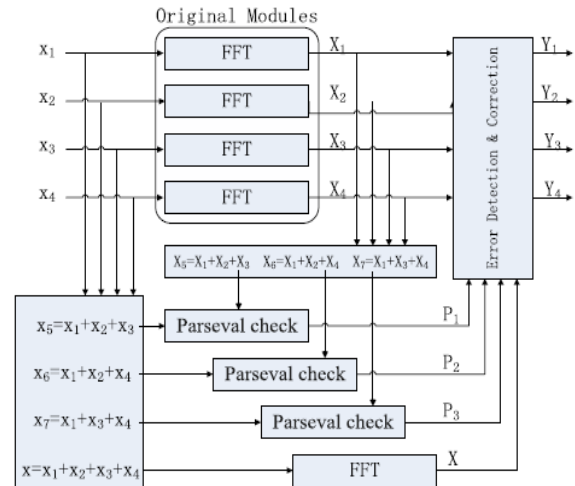 Original Modules
x1 FFT X1 Y1
x2 FFT X2 Y2
x3 FFT X3 Y3
x4 FFT X4 Y4
Error Detection & Correction
X5=X1+X2+X3 X6=X1+X2+X4 X7=X1+X3+X4
x5=x1+x2+x3 Parseval check P1
x6=x1+x2+x4 Parseval check P2
x7=x1+x3+x4 Parseval check P3
x=x1+x2+x3+x4 FFT X